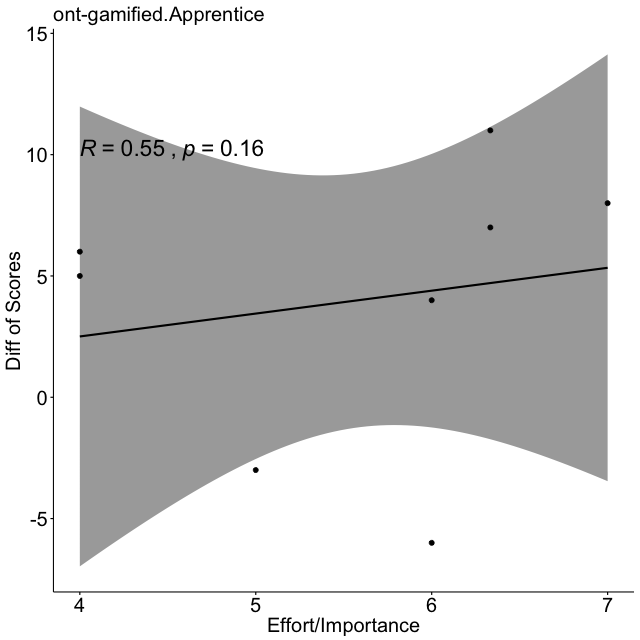 ont-gamified.Apprentice
15
10
5
0
-5
R = 0.55 , p = 0.16
Diff of Scores
4 5 6 7
Effort/Importance